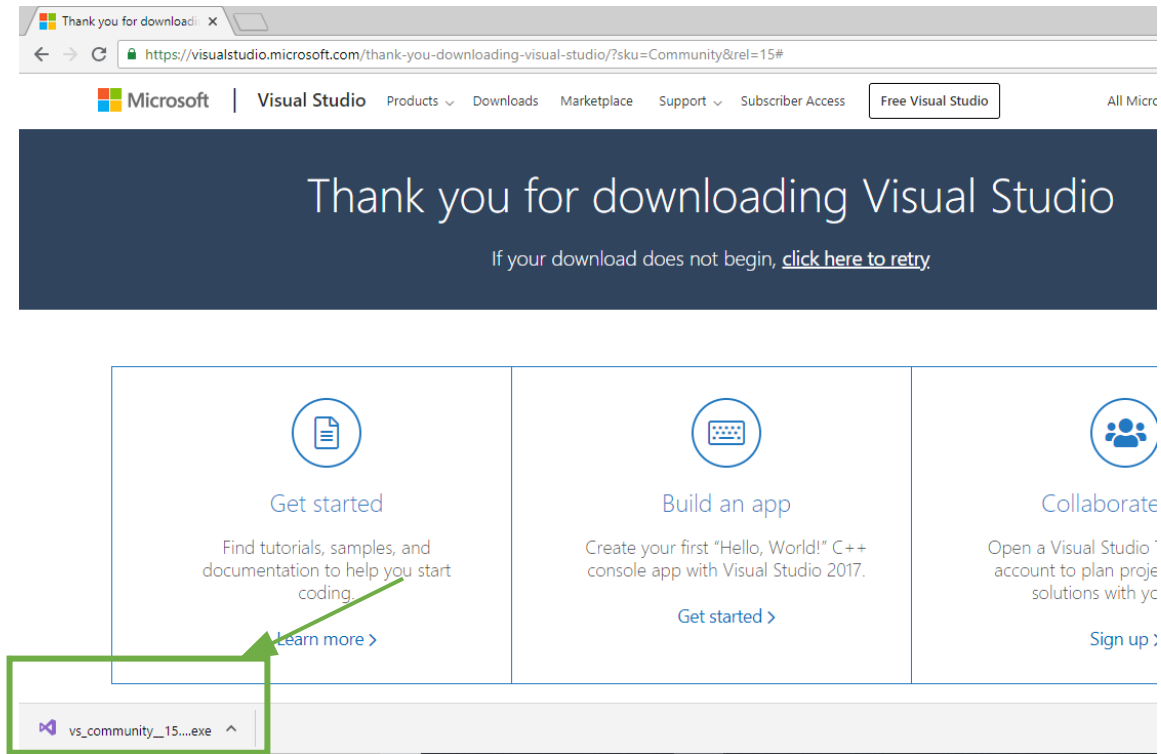 Thank you for downloadi
https://visualstudio.microsoft.com/thank-you-downloading-visual-studio/?sku=Community&rel=15#
Microsoft Visual Studio Products Downloads Marketplace Support Subscriber Access Free Visual Studio All Micro
Thank you for downloading Visual Studio
If your download does not begin, click here to retry
Get started
Find tutorials, samples, and
documentation to help you start
coding.
Learn more >
Build an app
Create your first “Hello, World!” C++
console app with Visual Studio 2017.
Get started >
Collaborate
Open a Visual Studio
account to plan proje
solutions with yo
Sign up >
vs_community__15....exe